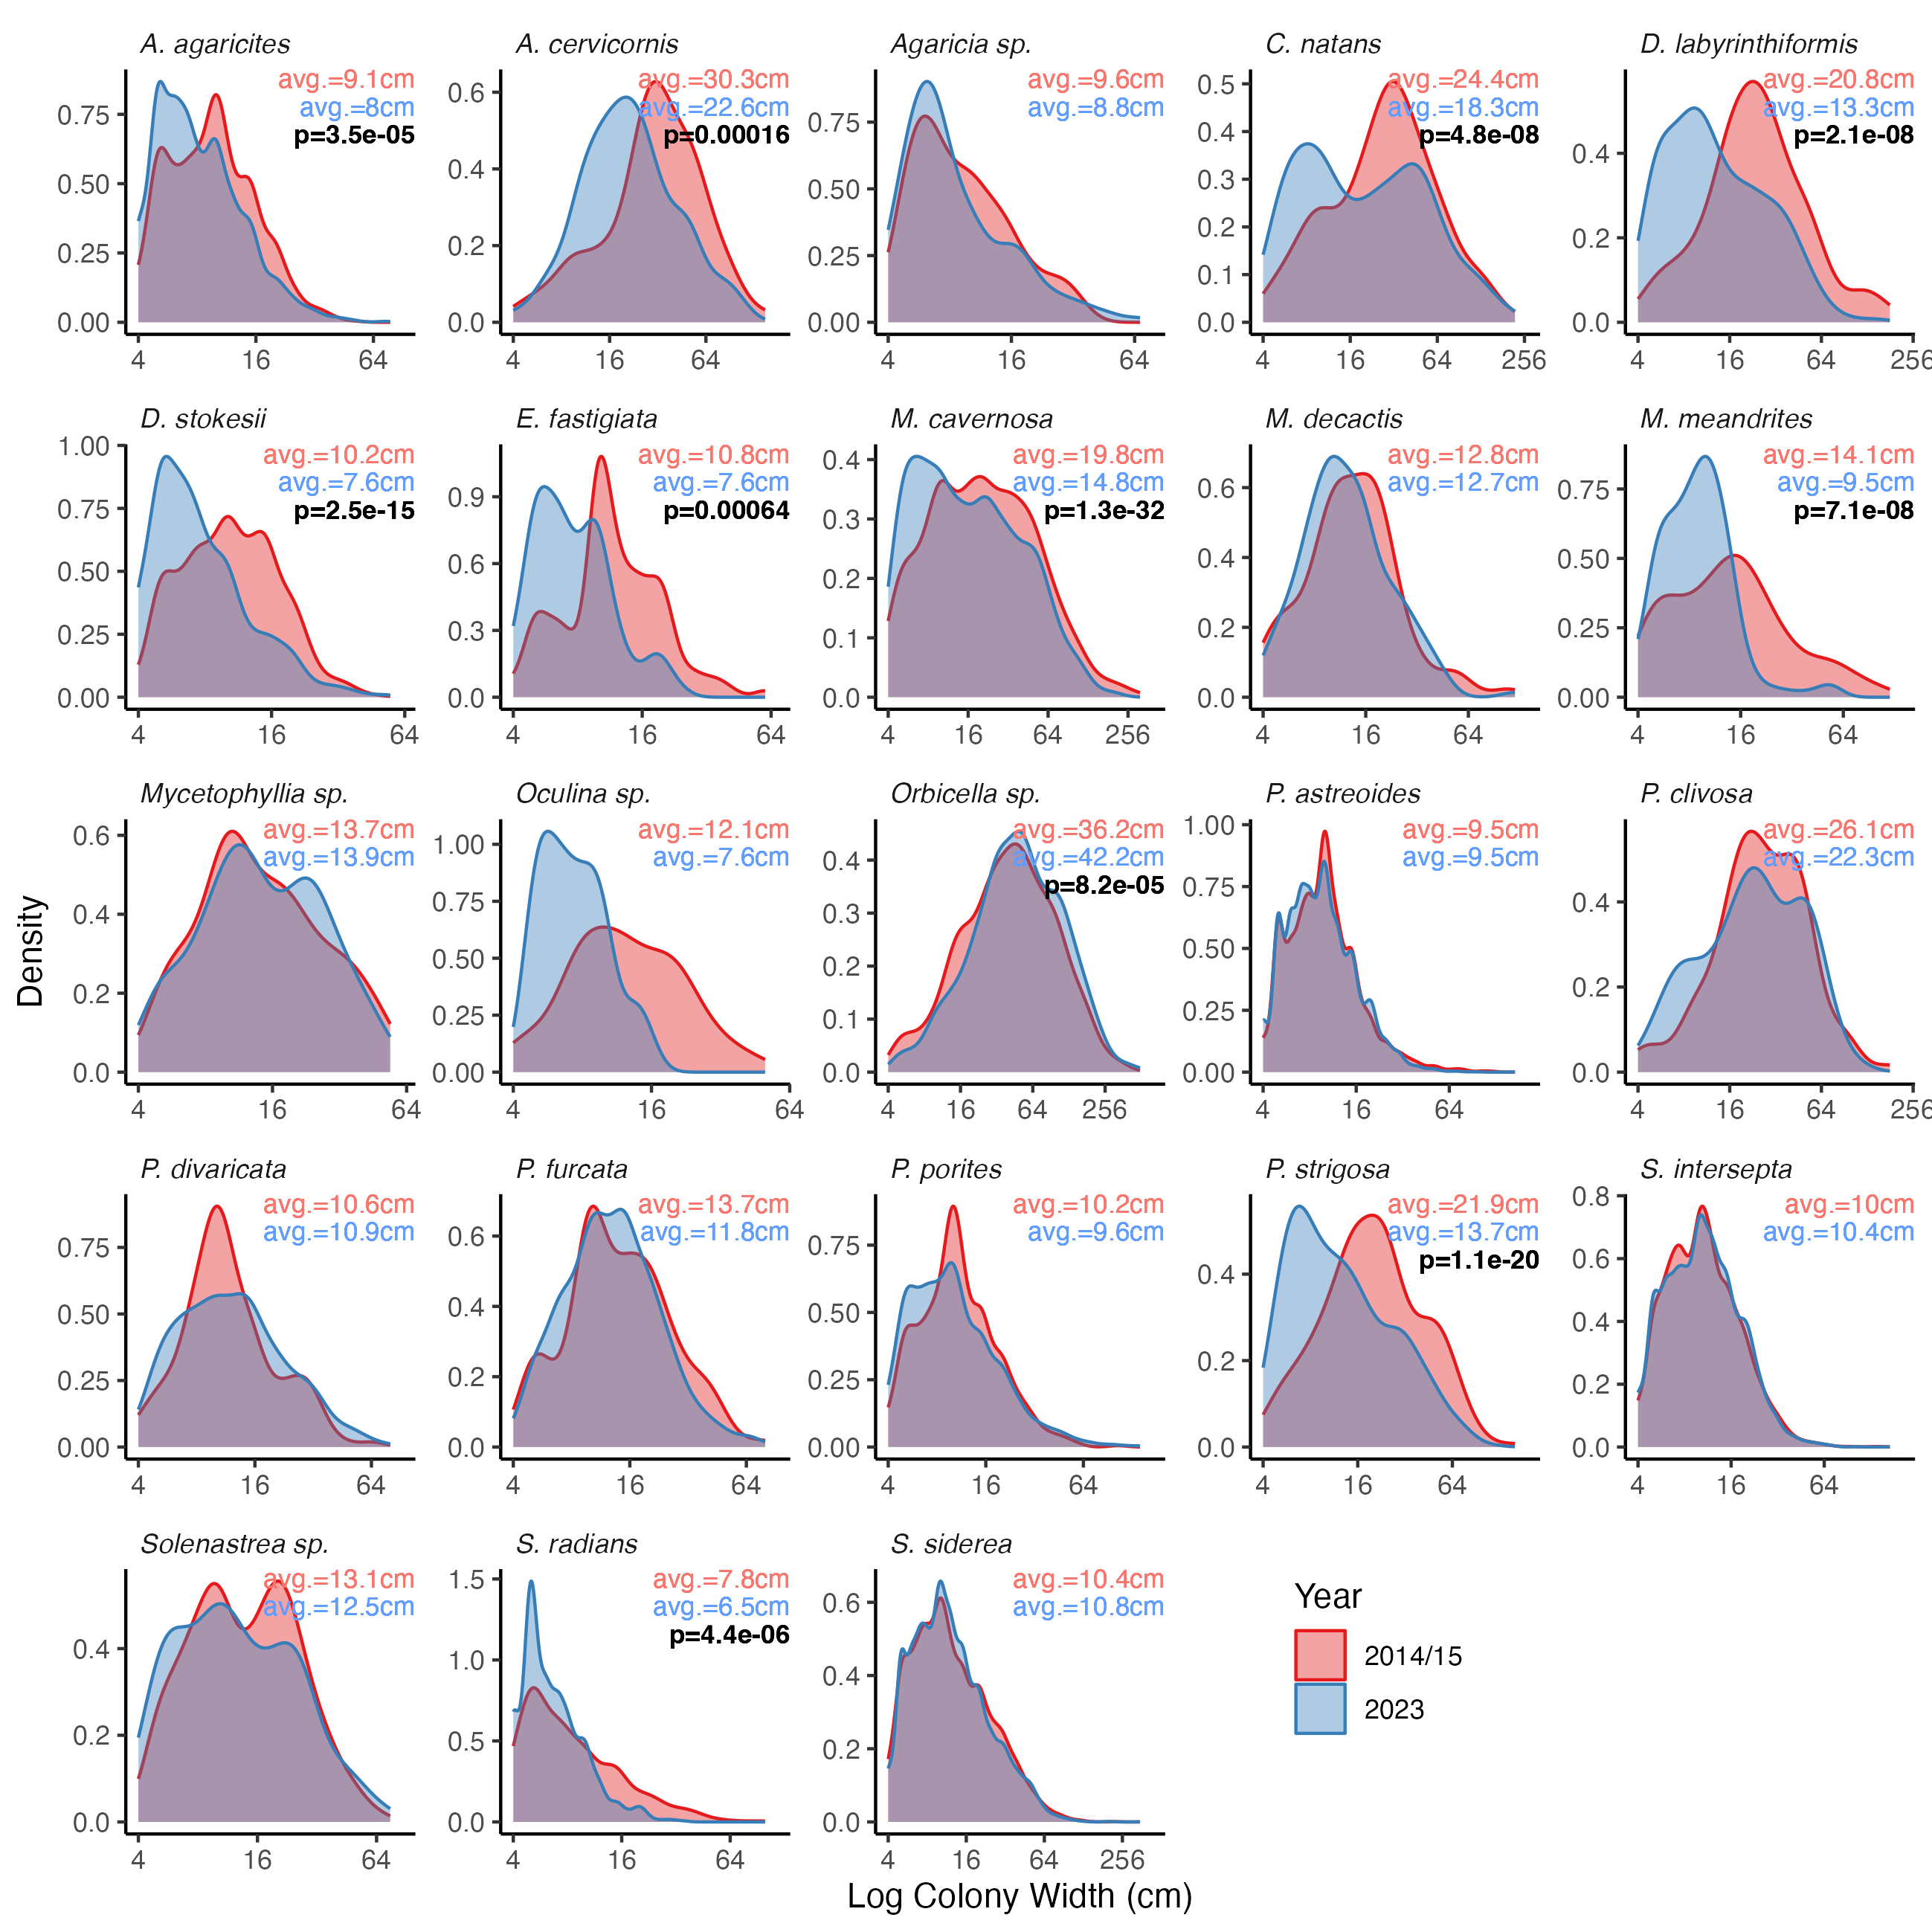 A. agaricites
avg.=9.1cm
avg.=8cm
p=3.5e-05
0.75
0.50
0.25
0.00
4 16 64
A. cervicornis
avg.=30.3cm
avg.=22.6cm
p=0.00016
0.6
0.4
0.2
0.0
4 16 64
Agaricia sp.
avg.=9.6cm
avg.=8.8cm
0.75
0.50
0.25
0.00
4 16 64
C. natans
avg.=24.4cm
avg.=18.3cm
p=4.8e-08
0.5
0.4
0.3
0.2
0.1
0.0
4 16 64 256
D. labyrinthiformis
avg.=20.8cm
avg.=13.3cm
p=2.1e-08
0.4
0.2
0.0
4 16 64 256
D. stokesii
avg.=10.2cm
avg.=7.6cm
p=2.5e-15
1.00
0.75
0.50
0.25
0.00
4 16 64
E. fastigiata
avg.=10.8cm
avg.=7.6cm
p=0.00064
0.9
0.6
0.3
0.0
4 16 64
M. cavernosa
avg.=19.8cm
avg.=14.8cm
p=1.3e-32
0.4
0.3
0.2
0.1
0.0
4 16 64 256
M. decactis
avg.=12.8cm
avg.=12.7cm
0.6
0.4
0.2
0.0
4 16 64
M. meandrites
avg.=14.1cm
avg.=9.5cm
p=7.1e-08
0.75
0.50
0.25
0.00
4 16 64
Mycetophyllia sp.
avg.=13.7cm
avg.=13.9cm
0.6
0.4
0.2
0.0
4 16 64
Oculina sp.
avg.=12.1cm
avg.=7.6cm
1.00
0.75
0.50
0.25
0.00
4 16 64
Orbicella sp.
avg.=36.2cm
avg.=42.2cm
p=8.2e-05
0.4
0.3
0.2
0.1
0.0
4 16 64 256
P. astreoides
avg.=9.5cm
avg.=9.5cm
1.00
0.75
0.50
0.25
0.00
4 16 64
P. clivosa
avg.=26.1cm
avg.=22.3cm
0.4
0.2
0.0
4 16 64 256
Density
P. divaricata
avg.=10.6cm
avg.=10.9cm
0.75
0.50
0.25
0.00
4 16 64
P. furcata
avg.=13.7cm
avg.=11.8cm
0.6
0.4
0.2
0.0
4 16 64
P. porites
avg.=10.2cm
avg.=9.6cm
0.75
0.50
0.25
0.00
4 16 64
P. strigosa
avg.=21.9cm
avg.=13.7cm
p=1.1e-20
0.4
0.2
0.0
4 16 64
S. intersepta
avg.=10cm
avg.=10.4cm
0.8
0.6
0.4
0.2
0.0
4 16 64
Solenastrea sp.
avg.=13.1cm
avg.=12.5cm
0.4
0.2
0.0
4 16 64
S. radians
avg.=7.8cm
avg.=6.5cm
p=4.4e-06
1.5
1.0
0.5
0.0
4 16 64
S. siderea
avg.=10.4cm
avg.=10.8cm
0.6
0.4
0.2
0.0
4 16 64 256
Year
2014/15
2023
Log Colony Width (cm)